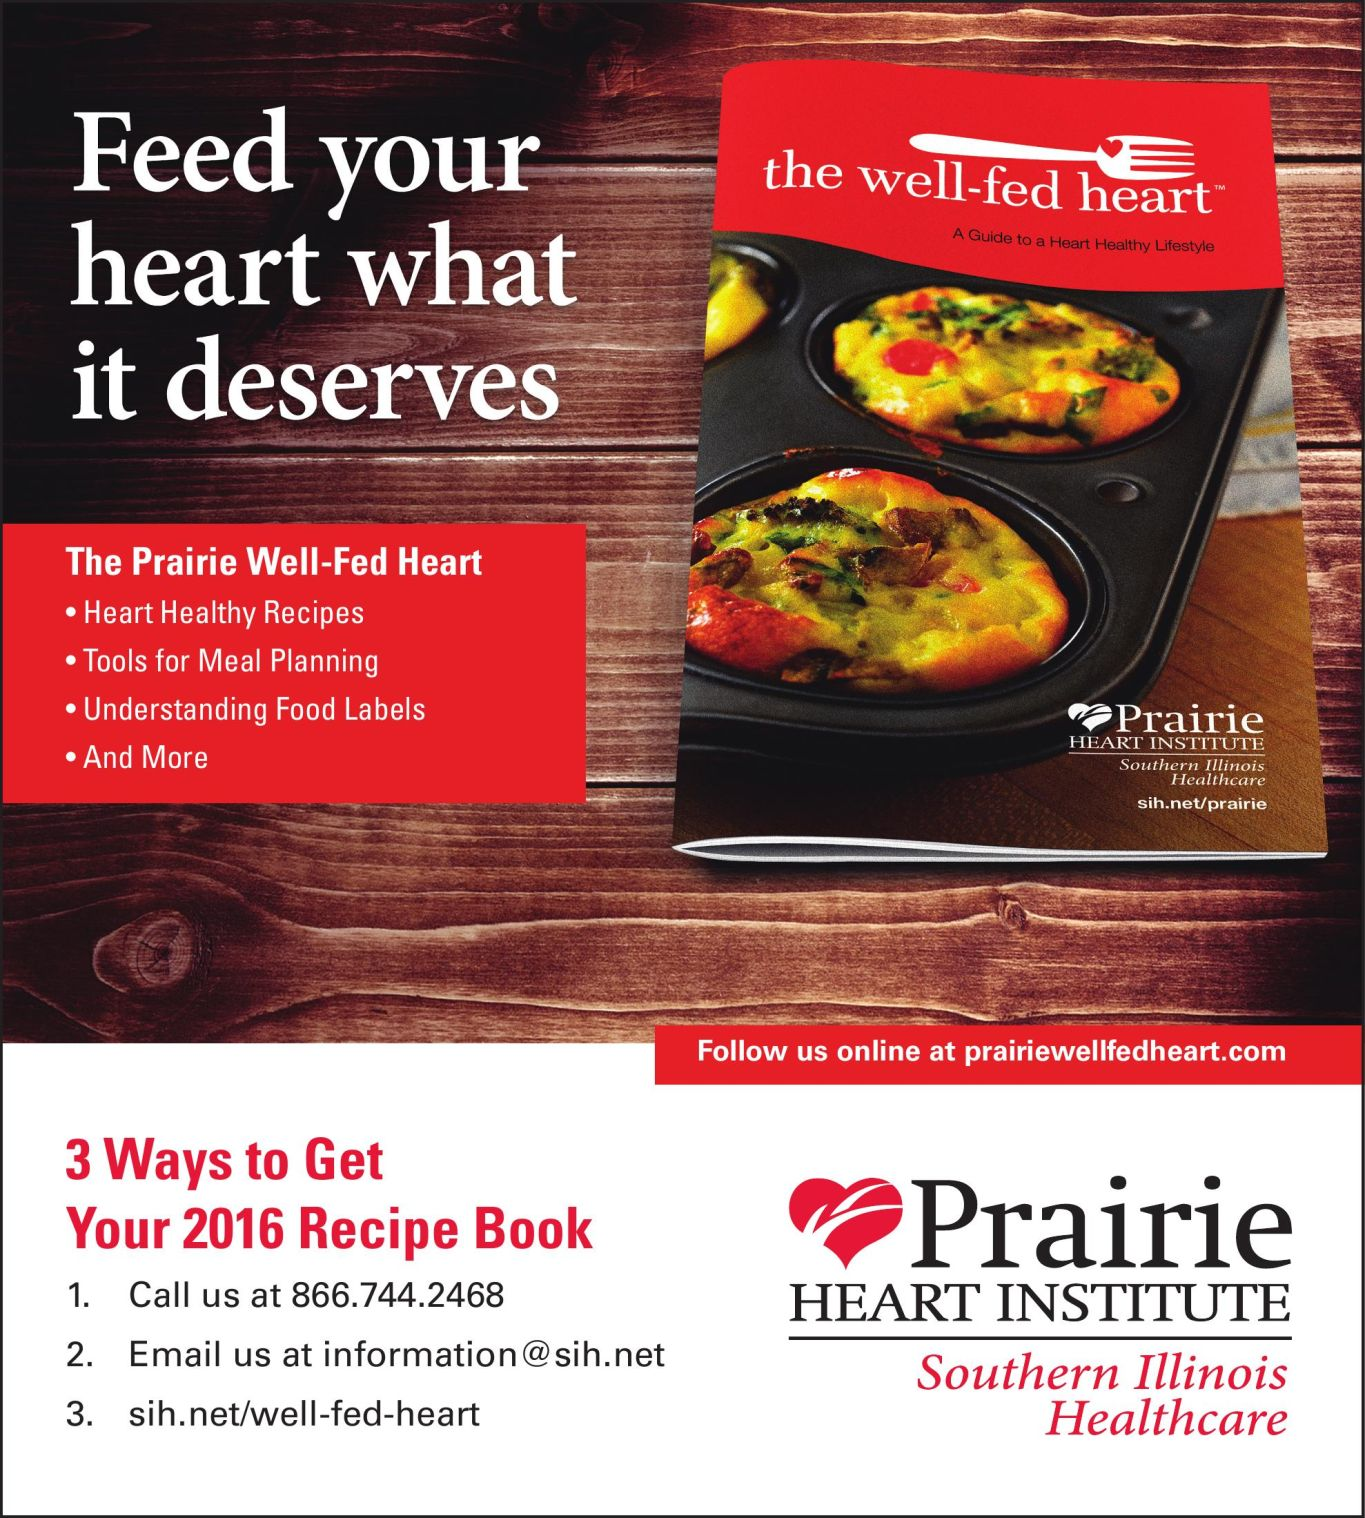 Feed your
heart what
it deserves
the well-fed heart™
A Guide to a Heart Healthy Lifestyle
The Prairie Well-Fed Heart
• Heart Healthy Recipes
• Tools for Meal Planning
• Understanding Food Labels
• And More
Prairie
HEART INSTITUTE
Southern Illinois
Healthcare
sih.net/prairie
Follow us online at prairiewellfedheart.com
3 Ways to Get
Your 2016 Recipe Book
1. Call us at 866.744.2468
2. Email us at information@sih.net
3. sih.net/well-fed-heart
Prairie
HEART INSTITUTE
Southern Illinois
Healthcare